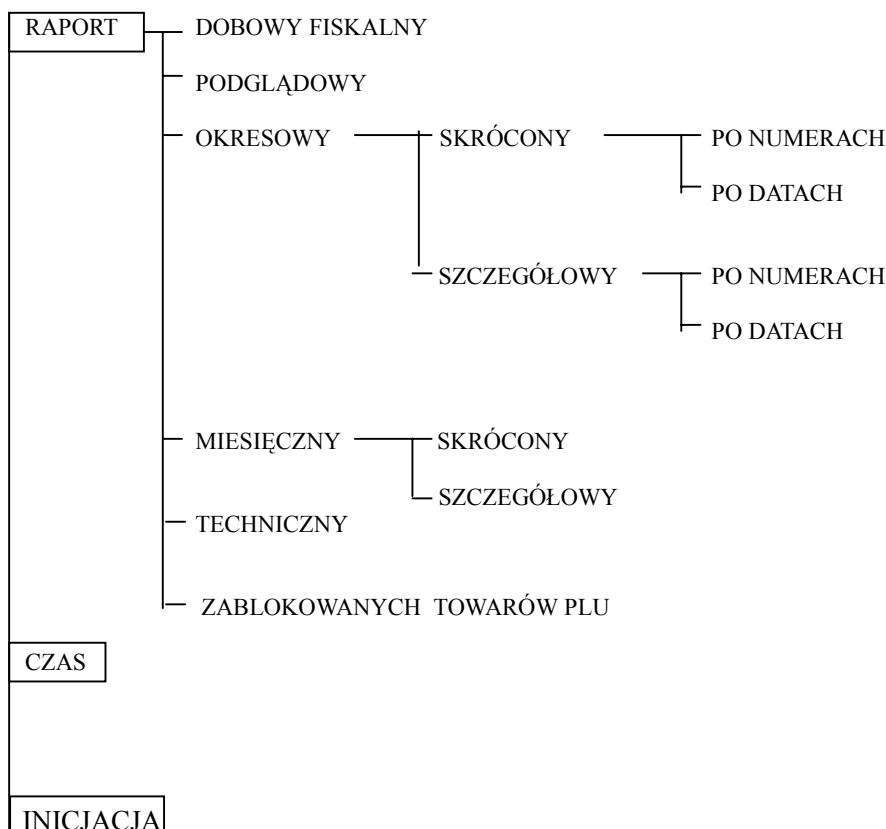 RAPORT
DOBOWY FISKALNY
PODGLĄDOWY
OKRESOWY
SKRÓCONY
PO NUMERACH
PO DATACH
SZCZEGÓŁOWY
PO NUMERACH
PO DATACH
MIESIĘCZNY
SKRÓCONY
SZCZEGÓŁOWY
TECHNICZNY
ZABLOKOWANYCH TOWARÓW PLU
CZAS
INICJACJA